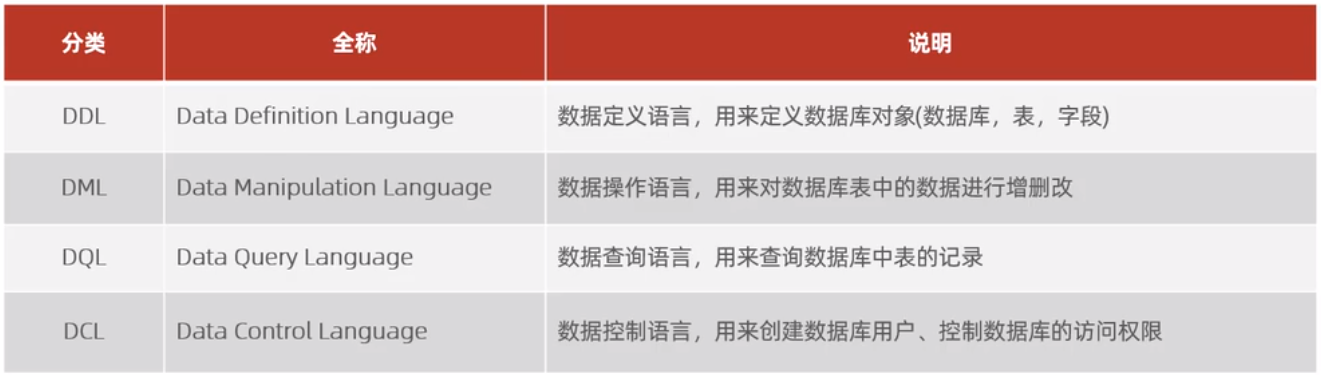 分类 全称 说明
DDL Data Definition Language 数据定义语言，用来定义数据库对象(数据库，表，字段)
DML Data Manipulation Language 数据操作语言，用来对数据库表中的数据进行增删改
DQL Data Query Language 数据查询语言，用来查询数据库中表的记录
DCL Data Control Language 数据控制语言，用来创建数据库用户、控制数据库的访问权限